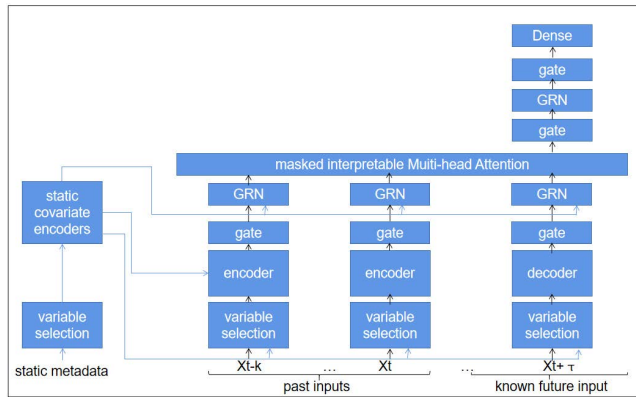 Dense
gate
GRN
gate
masked interpretable Multi-head Attention
GRN
GRN
GRN
static
covariate
encoders
gate
gate
gate
encoder
encoder
decoder
variable
selection
variable
selection
variable
selection
variable
selection
static metadata
Xt-k
...
Xt
...
Xt+ τ
past inputs
known future input